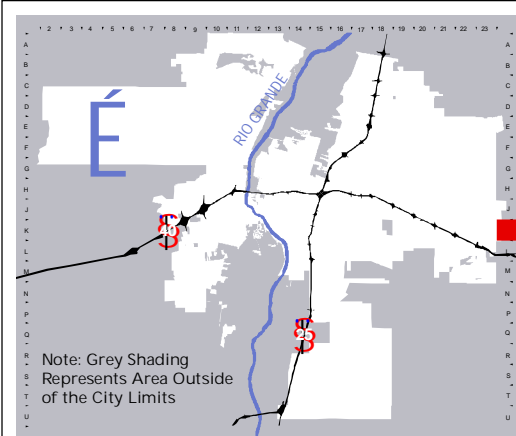 2 3 4 5 6 7 8 9 10 11 12 13 14 15 16 17 18 19 20 21 22 23
A A
B B
C C
D D
E E
F F
G G
H H
J J
K K
L L
M M
N N
P P
Q Q
R R
S S
T T
U U
É
RIO GRANDE
40
25
Note: Grey Shading
Represents Area Outside
of the City Limits